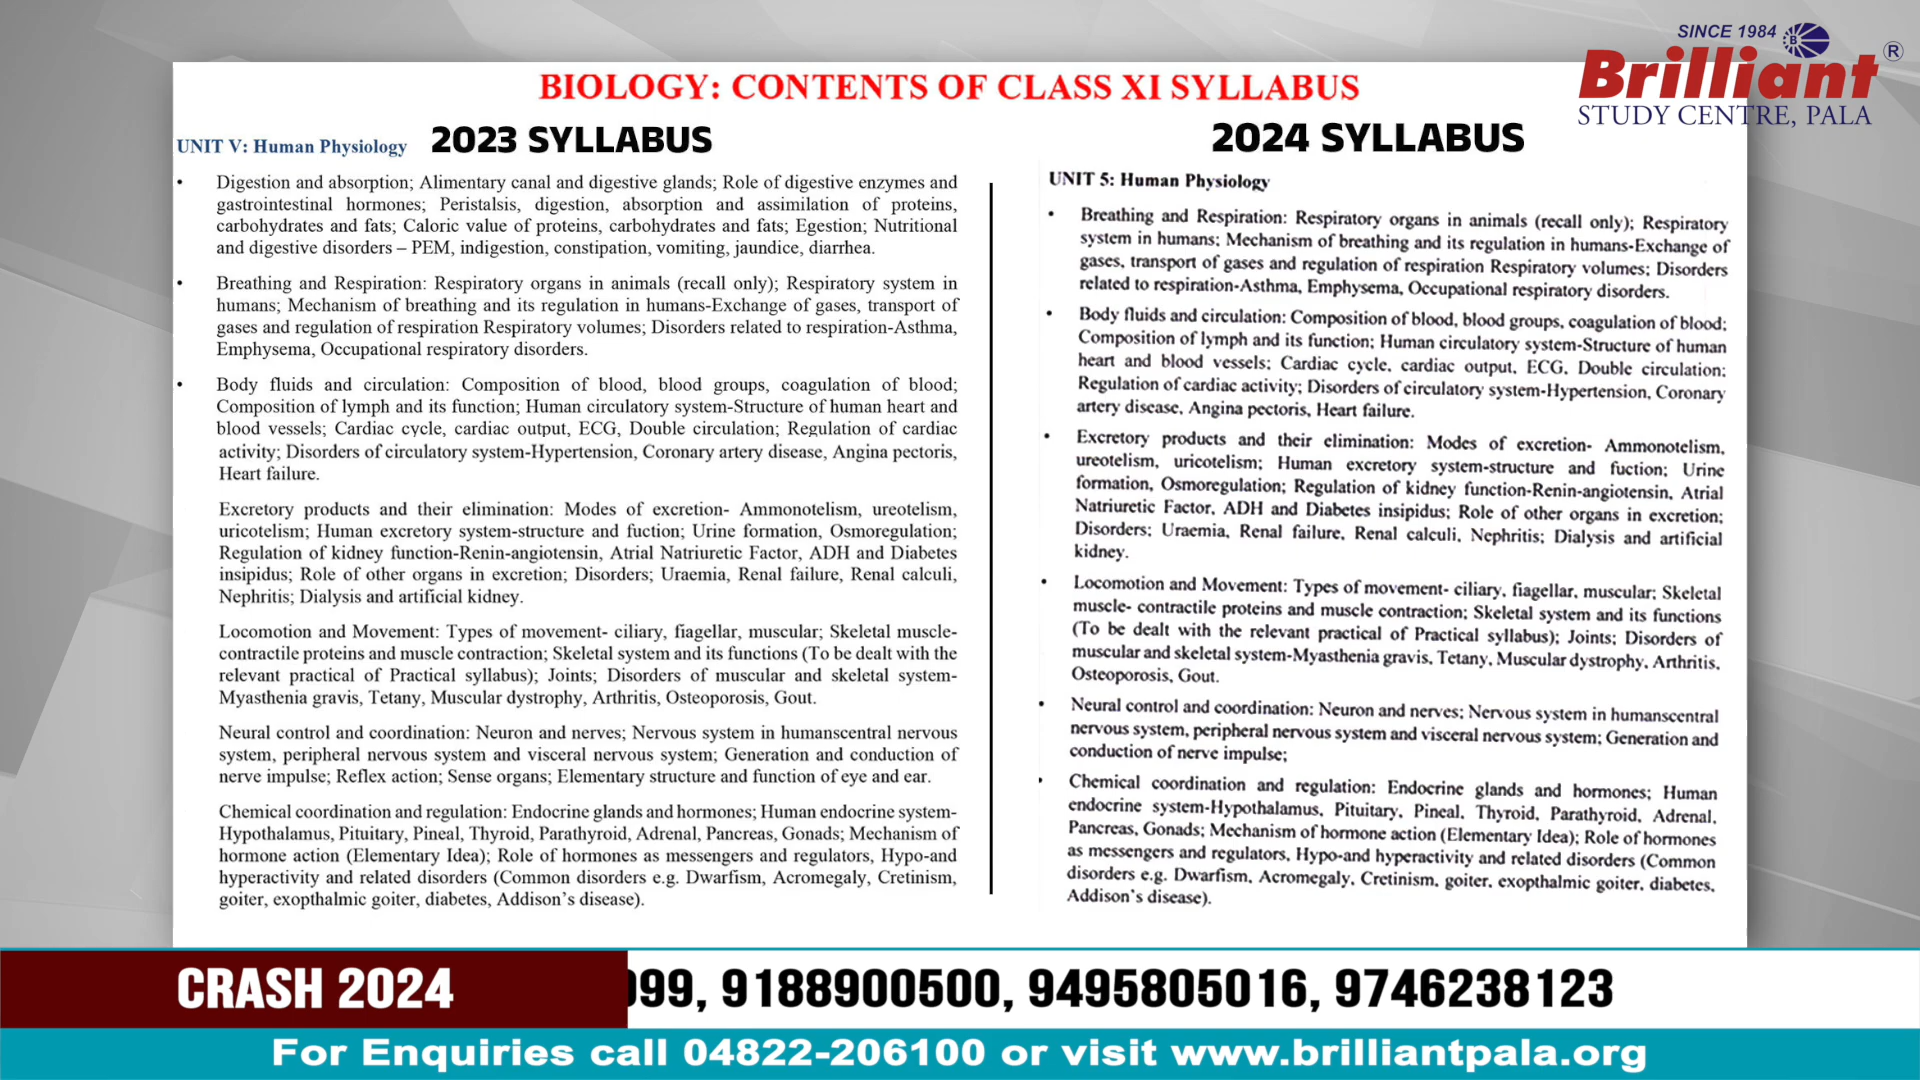 SINCE 1984
Brilliant®
STUDY CENTRE, PALA
BIOLOGY: CONTENTS OF CLASS XI SYLLABUS
UNIT V: Human Physiology 2023 SYLLABUS
• Digestion and absorption; Alimentary canal and digestive glands; Role of digestive enzymes and
gastrointestinal hormones; Peristalsis, digestion, absorption and assimilation of proteins,
carbohydrates and fats; Caloric value of proteins, carbohydrates and fats; Egestion; Nutritional
and digestive disorders – PEM, indigestion, constipation, vomiting, jaundice, diarrhea.
• Breathing and Respiration: Respiratory organs in animals (recall only); Respiratory system in
humans; Mechanism of breathing and its regulation in humans-Exchange of gases, transport of
gases and regulation of respiration Respiratory volumes; Disorders related to respiration-Asthma,
Emphysema, Occupational respiratory disorders.
• Body fluids and circulation: Composition of blood, blood groups, coagulation of blood;
Composition of lymph and its function; Human circulatory system-Structure of human heart and
blood vessels; Cardiac cycle, cardiac output, ECG, Double circulation; Regulation of cardiac
activity; Disorders of circulatory system-Hypertension, Coronary artery disease, Angina pectoris,
Heart failure.
Excretory products and their elimination: Modes of excretion- Ammonotelism, ureotelism,
uricotelism; Human excretory system-structure and fuction; Urine formation, Osmoregulation;
Regulation of kidney function-Renin-angiotensin, Atrial Natriuretic Factor, ADH and Diabetes
insipidus; Role of other organs in excretion; Disorders; Uraemia, Renal failure, Renal calculi,
Nephritis; Dialysis and artificial kidney.
Locomotion and Movement: Types of movement- ciliary, fiagellar, muscular; Skeletal muscle-
contractile proteins and muscle contraction; Skeletal system and its functions (To be dealt with the
relevant practical of Practical syllabus); Joints; Disorders of muscular and skeletal system-
Myasthenia gravis, Tetany, Muscular dystrophy, Arthritis, Osteoporosis, Gout.
Neural control and coordination: Neuron and nerves; Nervous system in humanscentral nervous
system, peripheral nervous system and visceral nervous system; Generation and conduction of
nerve impulse; Reflex action; Sense organs; Elementary structure and function of eye and ear.
Chemical coordination and regulation: Endocrine glands and hormones; Human endocrine system-
Hypothalamus, Pituitary, Pineal, Thyroid, Parathyroid, Adrenal, Pancreas, Gonads; Mechanism of
hormone action (Elementary Idea); Role of hormones as messengers and regulators, Hypo-and
hyperactivity and related disorders (Common disorders e.g. Dwarfism, Acromegaly, Cretinism,
goiter, exopthalmic goiter, diabetes, Addison's disease).
2024 SYLLABUS
UNIT 5: Human Physiology
• Breathing and Respiration: Respiratory organs in animals (recall only); Respiratory
system in humans; Mechanism of breathing and its regulation in humans-Exchange of
gases, transport of gases and regulation of respiration Respiratory volumes; Disorders
related to respiration-Asthma, Emphysema, Occupational respiratory disorders.
• Body fluids and circulation: Composition of blood, blood groups, coagulation of blood;
Composition of lymph and its function; Human circulatory system-Structure of human
heart and blood vessels; Cardiac cycle, cardiac output, ECG, Double circulation;
Regulation of cardiac activity; Disorders of circulatory system-Hypertension, Coronary
artery disease, Angina pectoris, Heart failure.
• Excretory products and their elimination: Modes of excretion- Ammonotelism,
ureotelism, uricotelism; Human excretory system-structure and fuction; Urine
formation, Osmoregulation; Regulation of kidney function-Renin-angiotensin, Atrial
Natriuretic Factor, ADH and Diabetes insipidus; Role of other organs in excretion;
Disorders; Uraemia, Renal failure, Renal calculi, Nephritis; Dialysis and artificial
kidney.
• Locomotion and Movement: Types of movement- ciliary, fiagellar, muscular; Skeletal
muscle- contractile proteins and muscle contraction; Skeletal system and its functions
(To be dealt with the relevant practical of Practical syllabus); Joints; Disorders of
muscular and skeletal system-Myasthenia gravis, Tetany, Muscular dystrophy, Arthritis,
Osteoporosis, Gout.
• Neural control and coordination: Neuron and nerves; Nervous system in humanscentral
nervous system, peripheral nervous system and visceral nervous system; Generation and
conduction of nerve impulse;
• Chemical coordination and regulation: Endocrine glands and hormones; Human
endocrine system-Hypothalamus, Pituitary, Pineal, Thyroid, Parathyroid, Adrenal,
Pancreas, Gonads; Mechanism of hormone action (Elementary Idea); Role of hormones
as messengers and regulators, Hypo-and hyperactivity and related disorders (Common
disorders e.g. Dwarfism, Acromegaly, Cretinism, goiter, exopthalmic goiter, diabetes,
Addison's disease).
CRASH 2024 99, 9188900500, 9495805016, 9746238123
For Enquiries call 04822-206100 or visit www.brilliantpala.org